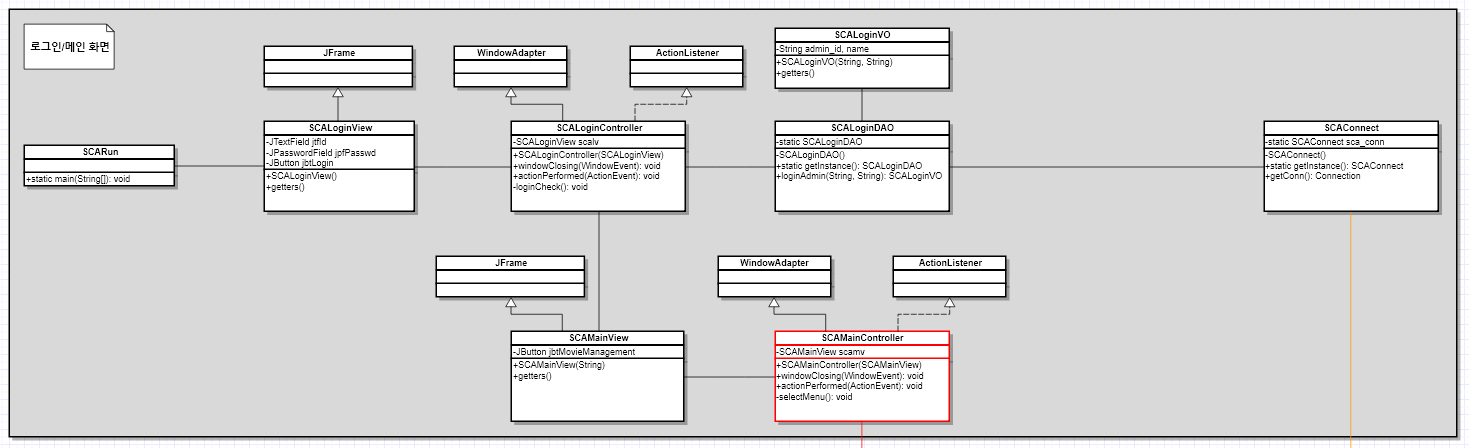 로그인/메인 화면
JFrame
WindowAdapter
ActionListener
SCALoginVO
-String admin_id, name
+SCALoginVO(String, String)
+getters()
SCARun
+static main(String[]): void
SCALoginView
-JTextField jtfId
-JPasswordField jpfPasswd
-JButton jbtLogin
+SCALoginView()
+getters()
SCALoginController
-SCALoginView scalv
+SCALoginController(SCALoginView)
+windowClosing(WindowEvent): void
+actionPerformed(ActionEvent): void
-loginCheck(): void
SCALoginDAO
-static SCALoginDAO
-SCALoginDAO()
+static getInstance(): SCALoginDAO
+loginAdmin(String, String): SCALoginVO
SCAConnect
-static SCAConnect sca_conn
-SCAConnect()
+static getInstance(): SCAConnect
+getConn(): Connection
JFrame
WindowAdapter
ActionListener
SCAMainView
-JButton jbtMovieManagement
+SCAMainView(String)
+getters()
SCAMainController
-SCAMainView scamv
+SCAMainController(SCAMainView)
+windowClosing(WindowEvent): void
+actionPerformed(ActionEvent): void
-selectMenu(): void